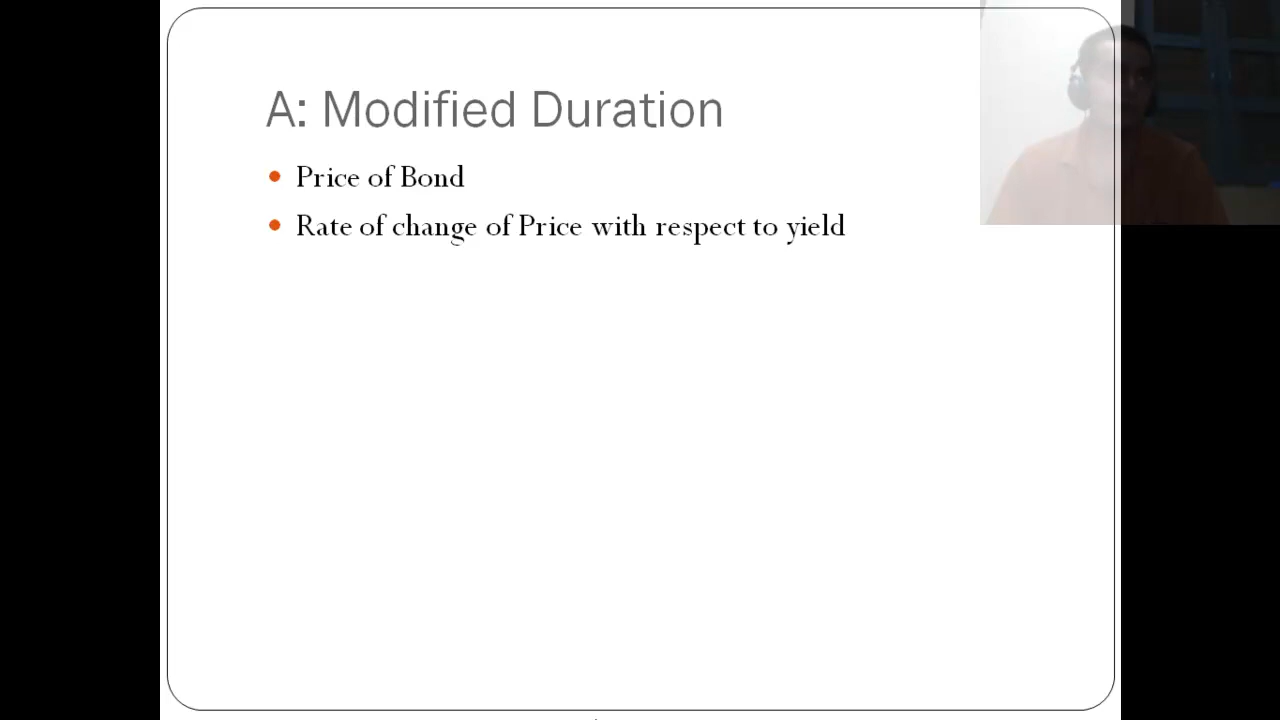 A: Modified Duration
Price of Bond
Rate of change of Price with respect to yield